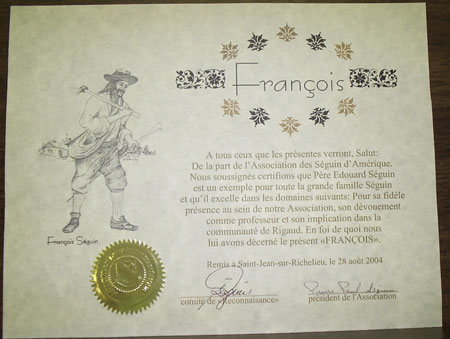 François
A tous ceux que les présentes verront, Salut:
De la part de l'Association des Séguin d'Amérique.
Nous soussignés certifions que Père Edouard Séguin
est un exemple pour toute la grande famille Séguin
et qu'il excelle dans les domaines suivants: Pour sa fidèle
présence au sein de notre Association, son dévouement
comme professeur et son implication dans la
communauté de Rigaud. En foi de quoi nous
lui avons décerné le présent «FRANÇOIS».
François Séguin
Remis à Saint-Jean-sur-Richelieu, le 28 août 2004
Pierre Paul Séguin
comité de «Reconnaisance»
président de l'Association